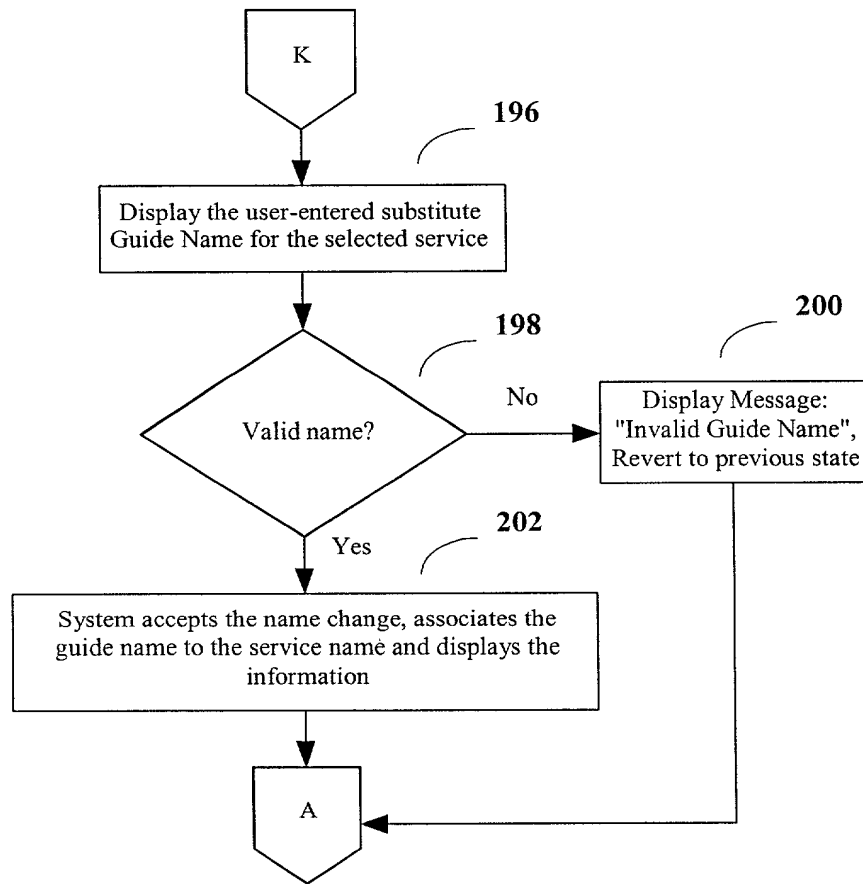 K
196
Display the user-entered substitute
Guide Name for the selected service
198
Valid name?
No
200
Display Message:
"Invalid Guide Name",
Revert to previous state
Yes
202
System accepts the name change, associates the
guide name to the service name and displays the
information
A